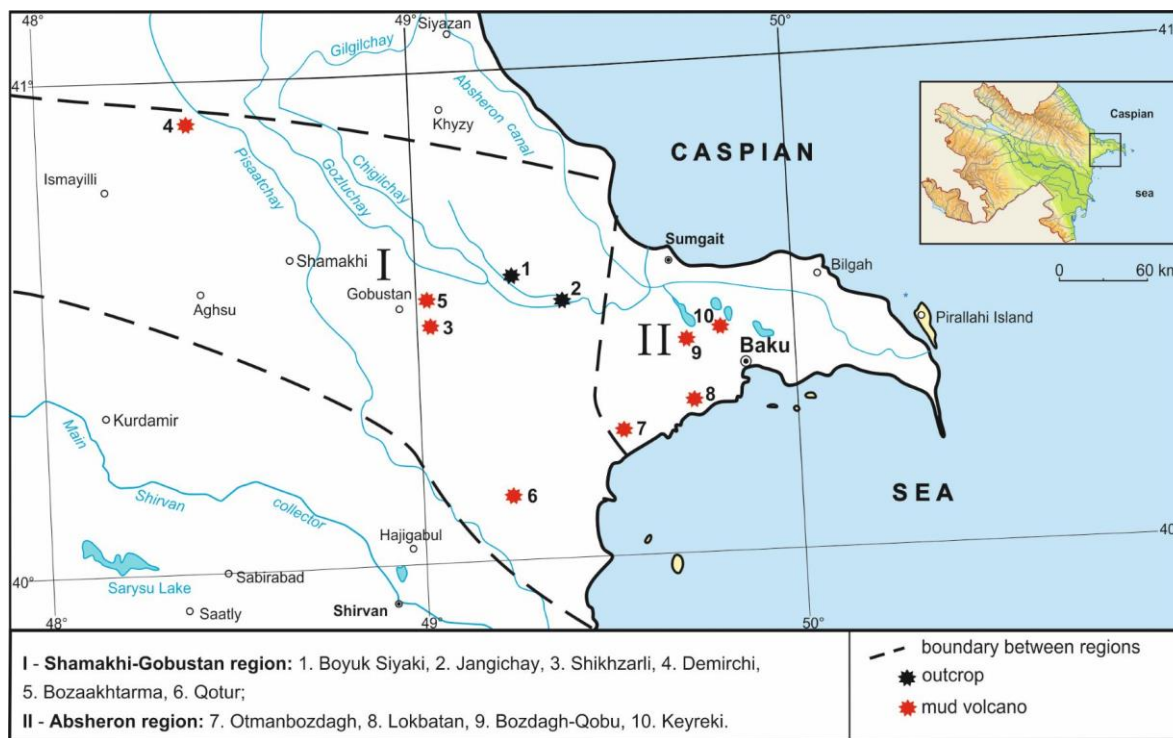 48°
49°
50°
Siyazan
41°
41°
Gilgilchay
Absheron canal
Khyzy
Caspian
sea
CASPIAN
4
Pisaatchay
Gozluchay
Chigilchay
Ismayilli
Sumgait
Bilgah
0 60 km
Shamakhi
I
1
2
Aghsu
Gobustan
5
3
10
II
9
Baku
Pirallahi Island
8
7
Kurdamir
Main
Shirvan
collector
6
SEA
Hajigabul
40°
40°
Sarysu Lake
Sabirabad
Saatly
Shirvan
48°
49°
50°
I - Shamakhi-Gobustan region: 1. Boyuk Siyaki, 2. Jangichay, 3. Shikhzarli, 4. Demirchi,
5. Bozaakhtarma, 6. Qotur;
II - Absheron region: 7. Otmanbozdagh, 8. Lokbatan, 9. Bozdagh-Qobu, 10. Keyreki.
boundary between regions
outcrop
mud volcano